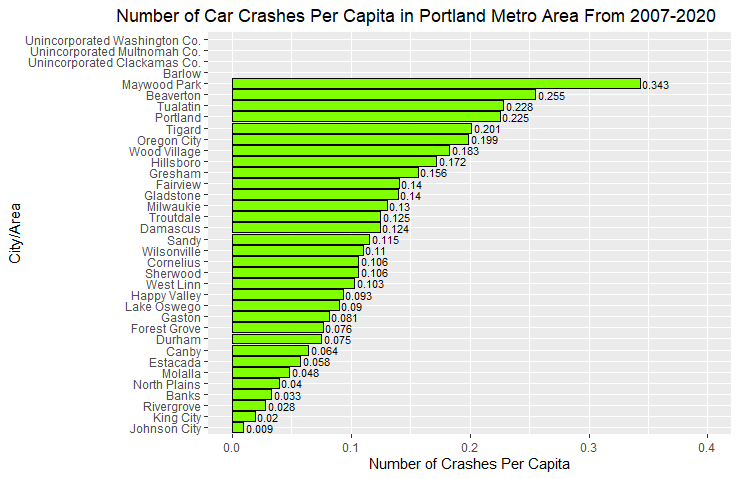 Number of Car Crashes Per Capita in Portland Metro Area From 2007-2020
City/Area
Unincorporated Washington Co.
Unincorporated Multnomah Co.
Unincorporated Clackamas Co.
Barlow
Maywood Park 0.343
Beaverton 0.255
Tualatin 0.228
Portland 0.225
Tigard 0.201
Oregon City 0.199
Wood Village 0.183
Hillsboro 0.172
Gresham 0.156
Fairview 0.14
Gladstone 0.14
Milwaukie 0.13
Troutdale 0.125
Damascus 0.124
Sandy 0.115
Wilsonville 0.11
Cornelius 0.106
Sherwood 0.106
West Linn 0.103
Happy Valley 0.093
Lake Oswego 0.09
Gaston 0.081
Forest Grove 0.076
Durham 0.075
Canby 0.064
Estacada 0.058
Molalla 0.048
North Plains 0.04
Banks 0.033
Rivergrove 0.028
King City 0.02
Johnson City 0.009
0.0 0.1 0.2 0.3 0.4
Number of Crashes Per Capita